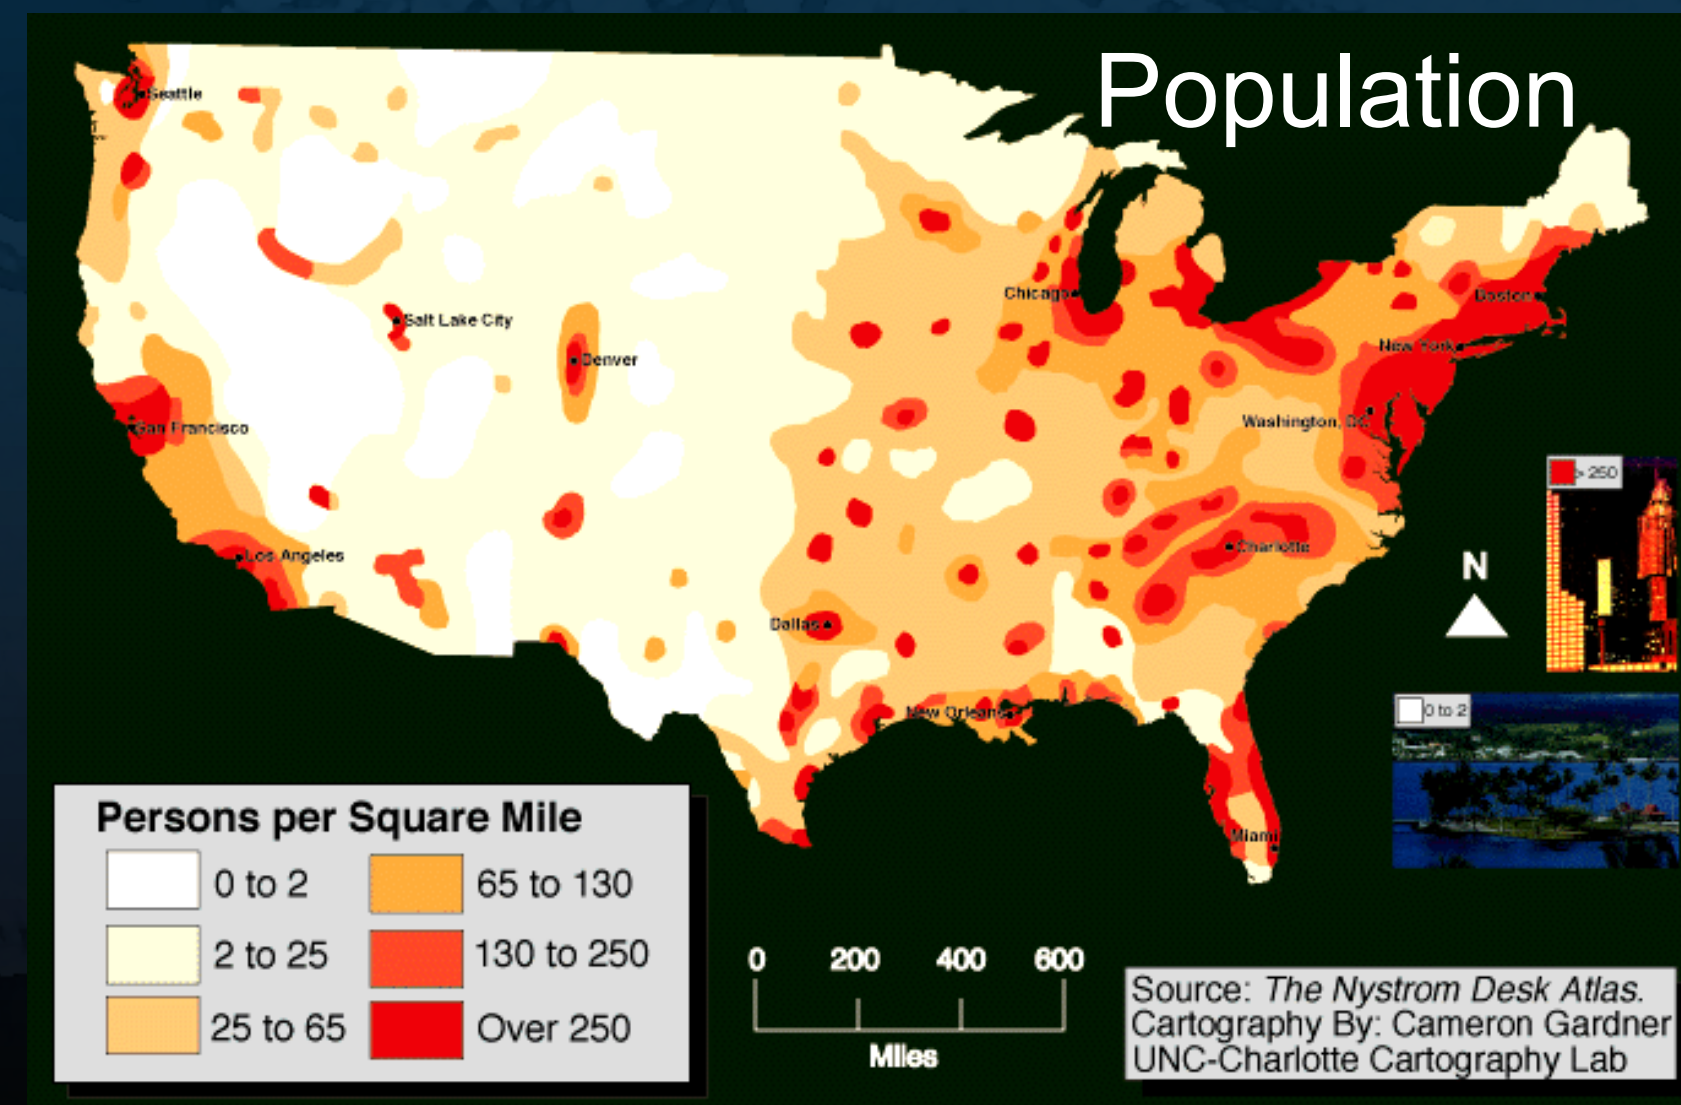 Population
Seattle
Chicago
Boston
Salt Lake City
New York
Denver
Washington, DC
San Francisco
> 250
Los Angeles
Charlotte
N
Dallas
New Orleans
0 to 2
Miami
Persons per Square Mile
0 to 2
65 to 130
2 to 25
130 to 250
25 to 65
Over 250
0 200 400 600
Miles
Source: The Nystrom Desk Atlas.
Cartography By: Cameron Gardner
UNC-Charlotte Cartography Lab